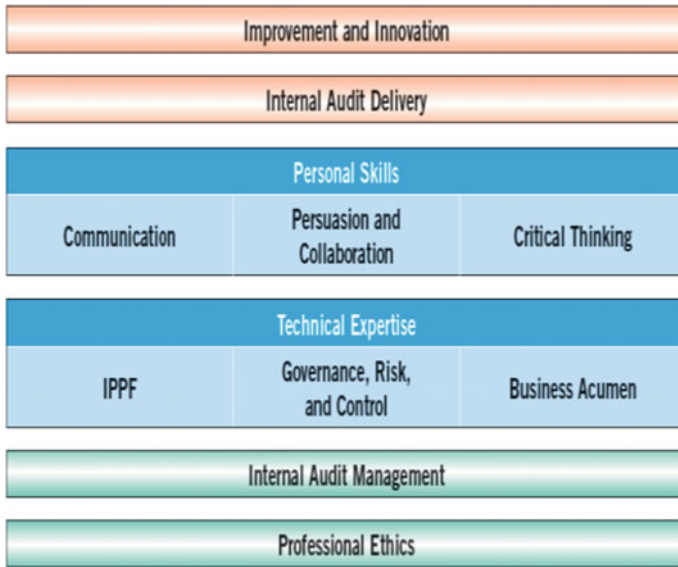 Improvement and Innovation
Internal Audit Delivery
Personal Skills
Communication
Persuasion and
Collaboration
Critical Thinking
Technical Expertise
IPPF
Governance, Risk,
and Control
Business Acumen
Internal Audit Management
Professional Ethics